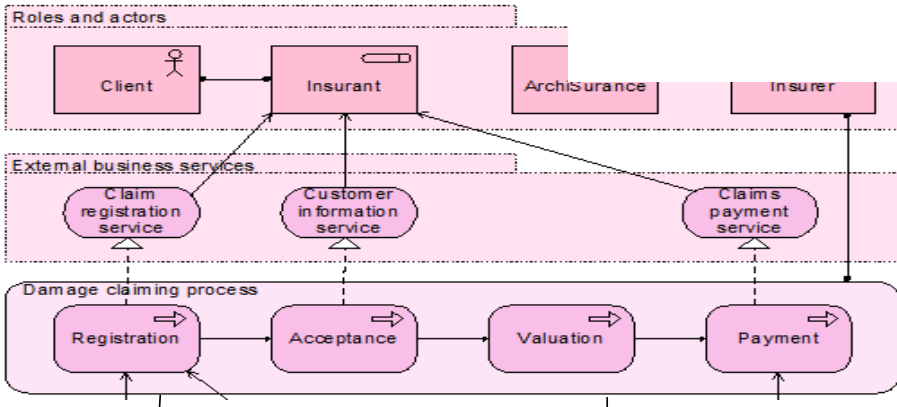 Roles and actors
Client
Insurant
ArchiSurance
Insurer
External business services
Claim
registration
service
Customer
information
service
Claims
payment
service
Damage claiming process
Registration
Acceptance
Valuation
Payment